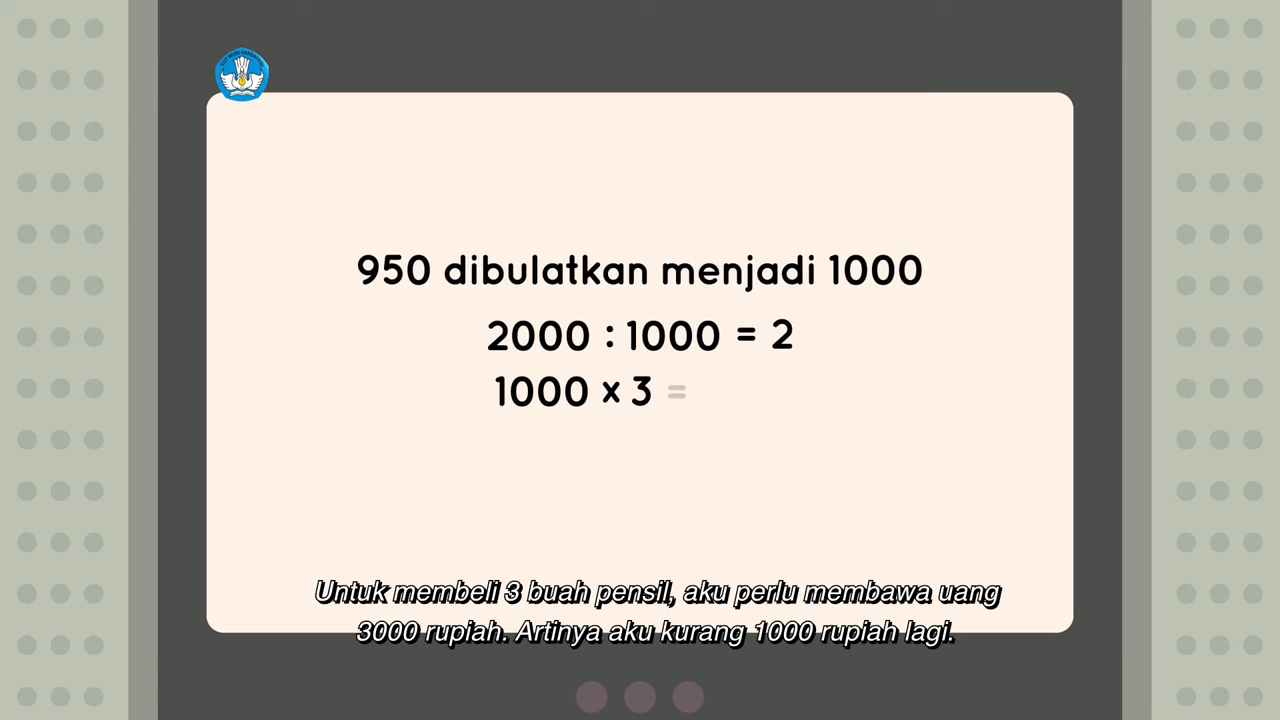 950 dibulatkan menjadi 1000
2000 : 1000 = 2
1000 x 3 =
Untuk membeli 3 buah pensil, aku perlu membawa uang
3000 rupiah. Artinya aku kurang 1000 rupiah lagi.